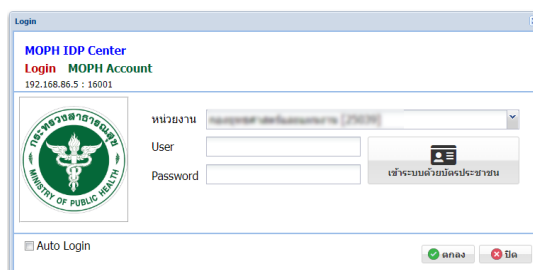 Login
MOPH IDP Center
Login MOPH Account
192.168.86.5 : 16001
กระทรวงสาธารณสุข
MINISTRY OF PUBLIC HEALTH
หน่วยงาน
User
Password
เข้าระบบด้วยบัตรประชาชน
Auto Login
ตกลง
ปิด